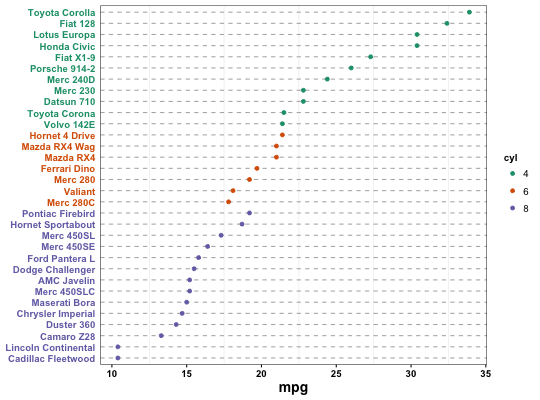 Toyota Corolla
Fiat 128
Lotus Europa
Honda Civic
Fiat X1-9
Porsche 914-2
Merc 240D
Merc 230
Datsun 710
Toyota Corona
Volvo 142E
Hornet 4 Drive
Mazda RX4 Wag
Mazda RX4
Ferrari Dino
Merc 280
Valiant
Merc 280C
Pontiac Firebird
Hornet Sportabout
Merc 450SL
Merc 450SE
Ford Pantera L
Dodge Challenger
AMC Javelin
Merc 450SLC
Maserati Bora
Chrysler Imperial
Duster 360
Camaro Z28
Lincoln Continental
Cadillac Fleetwood
10 15 20 25 30 35
mpg
cyl
4
6
8